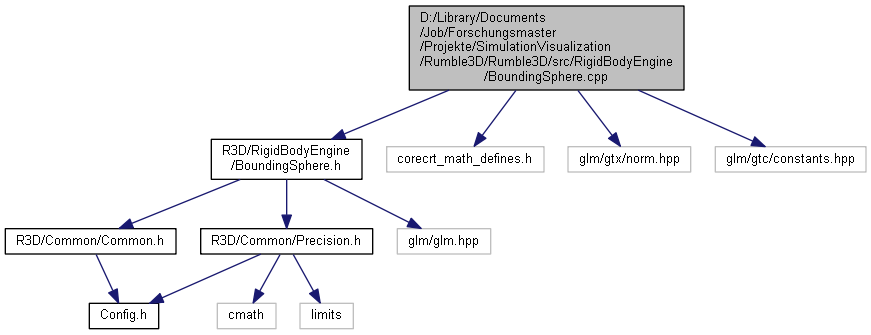 D:/Library/Documents
/Job/Forschungsmaster
/Projekte/SimulationVisualization
/Rumble3D/Rumble3D/src/RigidBodyEngine
/BoundingSphere.cpp
R3D/RigidBodyEngine
/BoundingSphere.h
corecrt_math_defines.h
glm/gtx/norm.hpp
glm/gtc/constants.hpp
R3D/Common/Common.h
R3D/Common/Precision.h
glm/glm.hpp
Config.h
cmath
limits